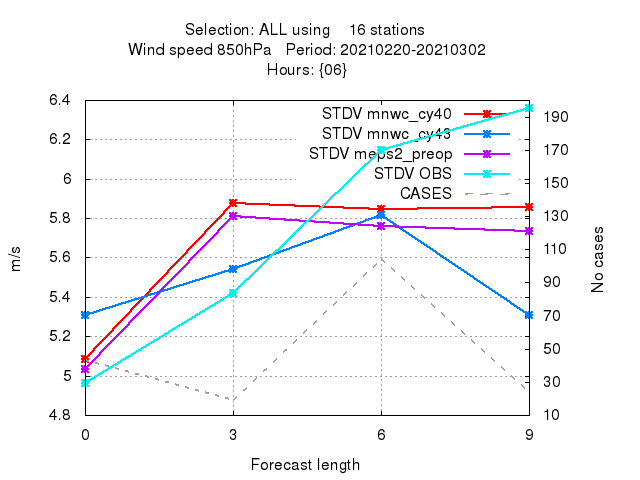 Selection: ALL using    16 stations
Wind speed 850hPa   Period: 20210220-20210302
Hours: {06}
STDV mnwc_cy40
STDV mnwc_cy43
STDV meps2_preop
STDV OBS
CASES
6.4
6.2
6
5.8
5.6
5.4
5.2
5
4.8
m/s
190
170
150
130
110
90
70
50
30
10
No cases
0 3 6 9
Forecast length